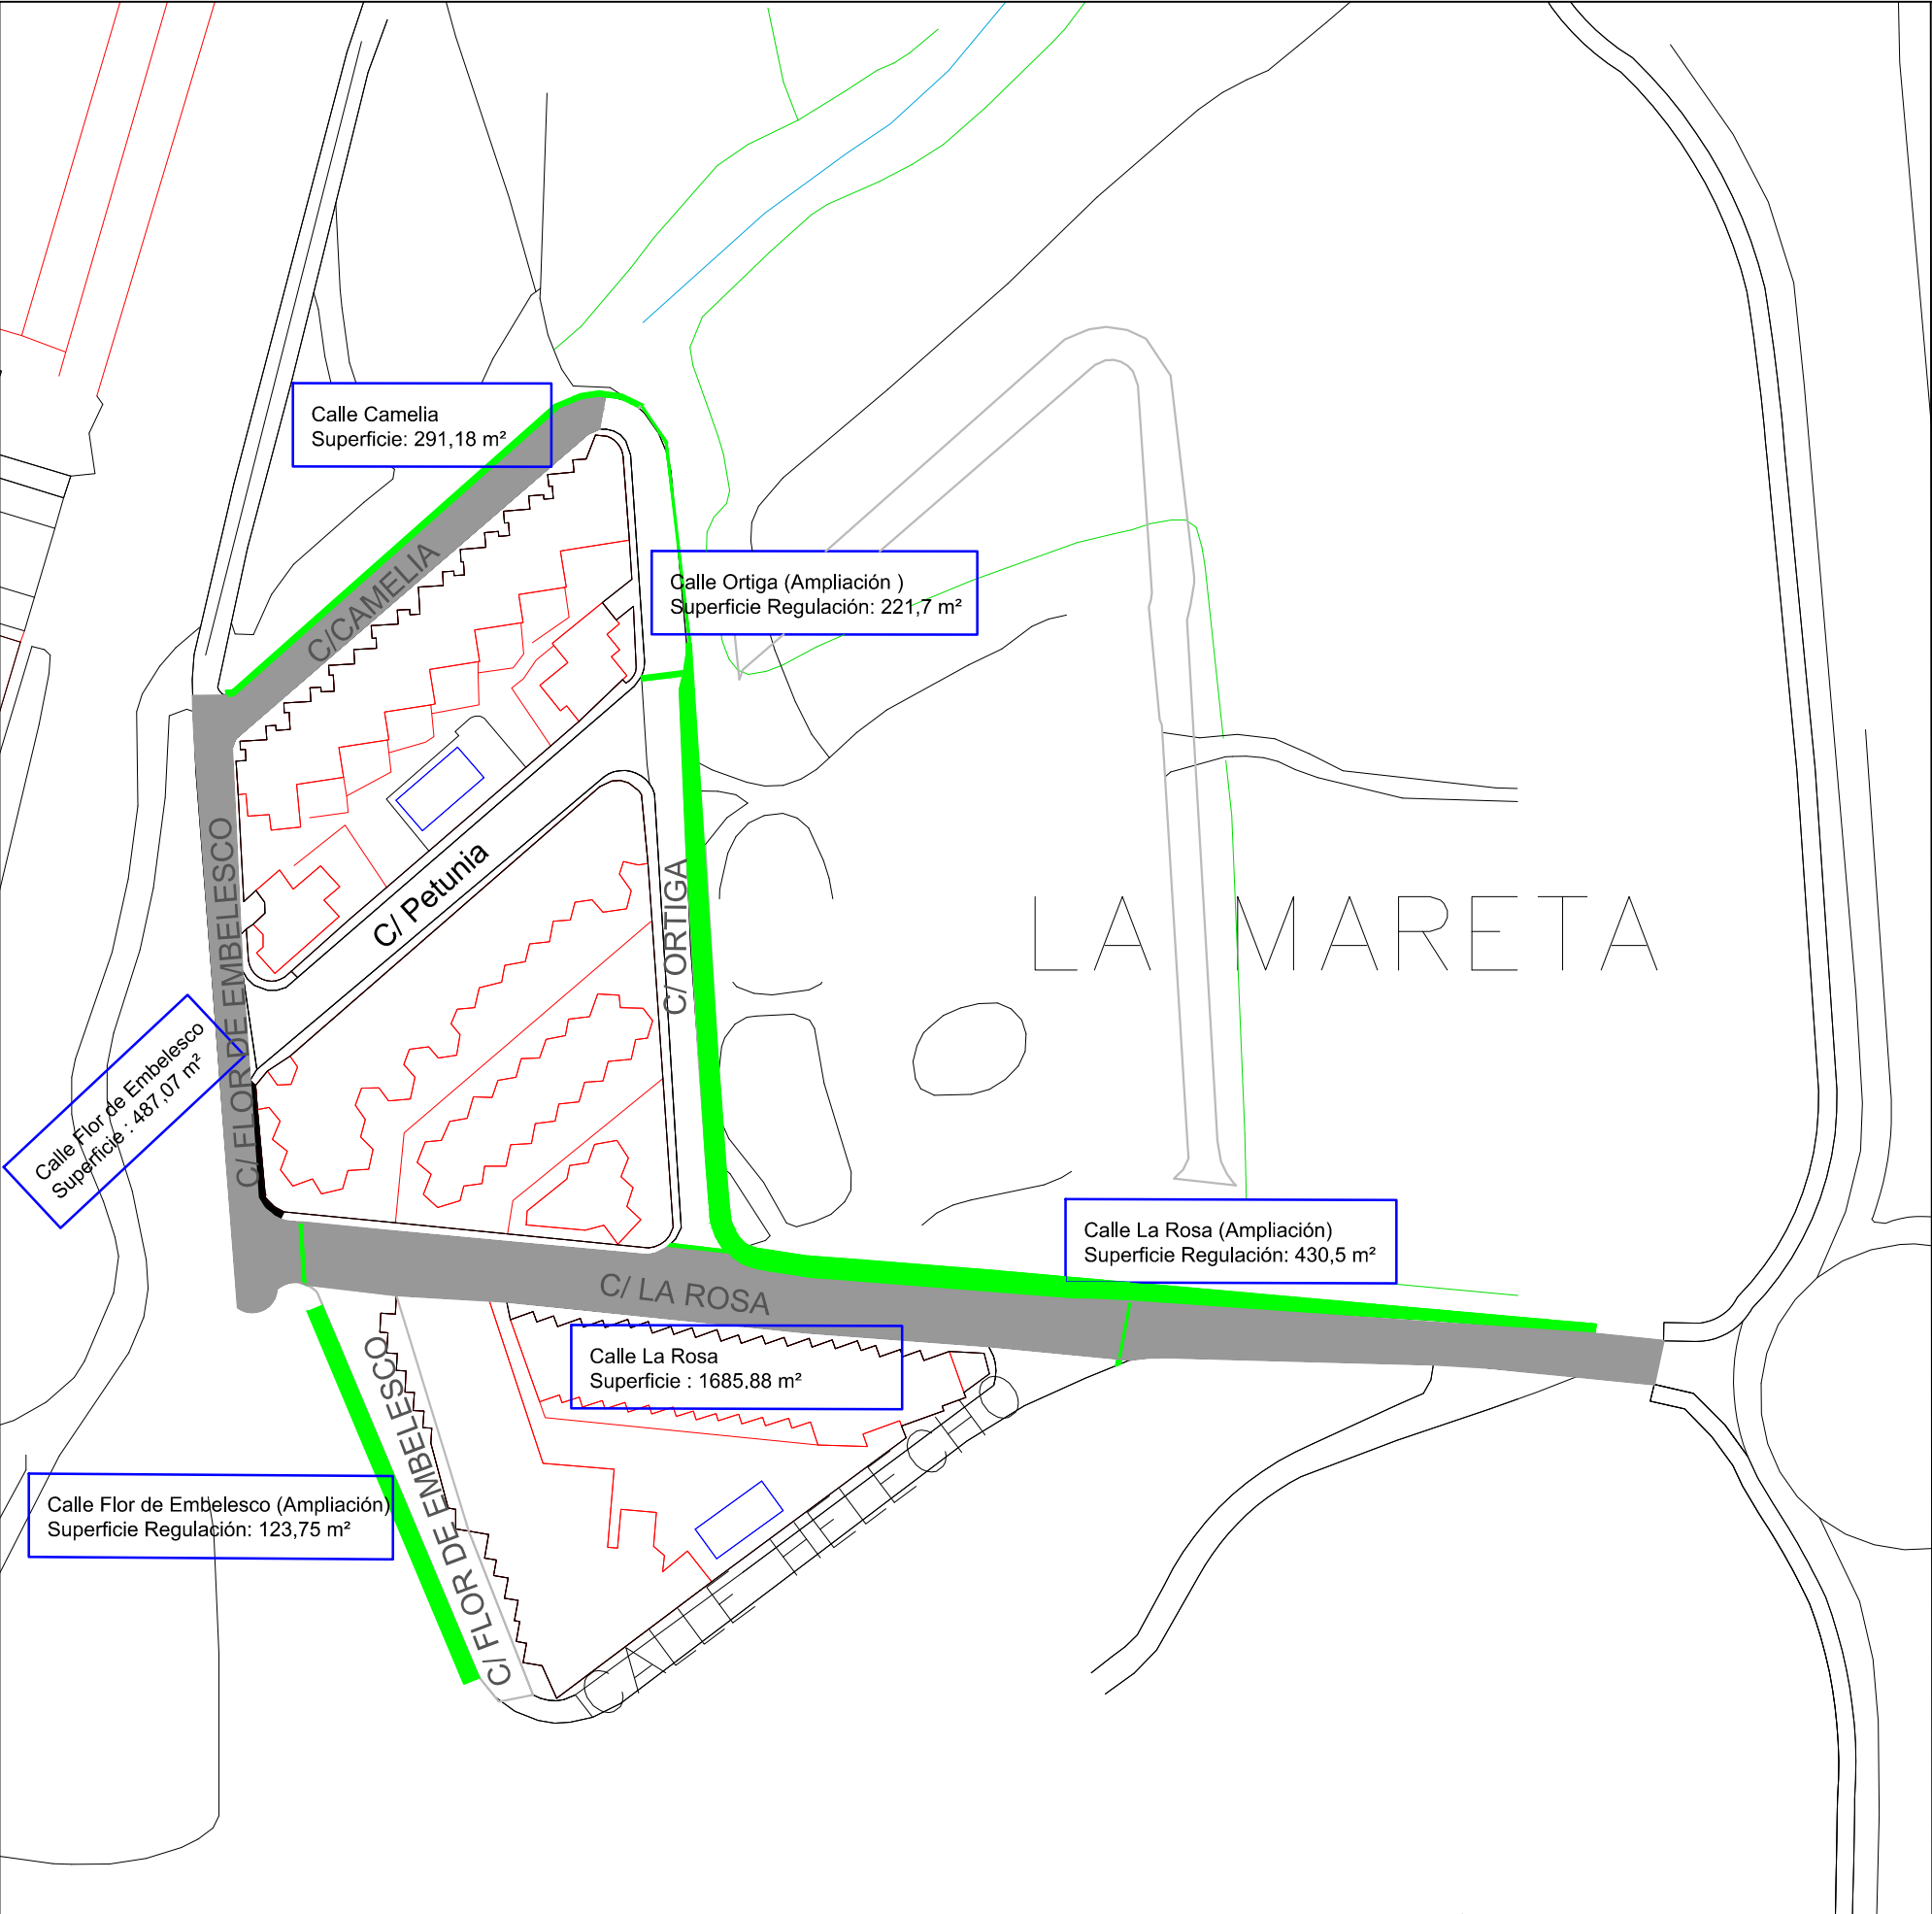 Calle Camelia
Superficie: 291,18 m²
C/CAMELIA
Calle Ortiga (Ampliación )
Superficie Regulación: 221,7 m²
C/ FLOR DE EMBELESCO
C/ Petunia
C/ ORTIGA
LA MARETA
Calle Flor de Embelesco
Superficie : 487,07 m²
Calle La Rosa (Ampliación)
Superficie Regulación: 430,5 m²
C/ LA ROSA
Calle La Rosa
Superficie : 1685,88 m²
C/ FLOR DE EMBELESCO
Calle Flor de Embelesco (Ampliación)
Superficie Regulación: 123,75 m²
CALLE HELECHO